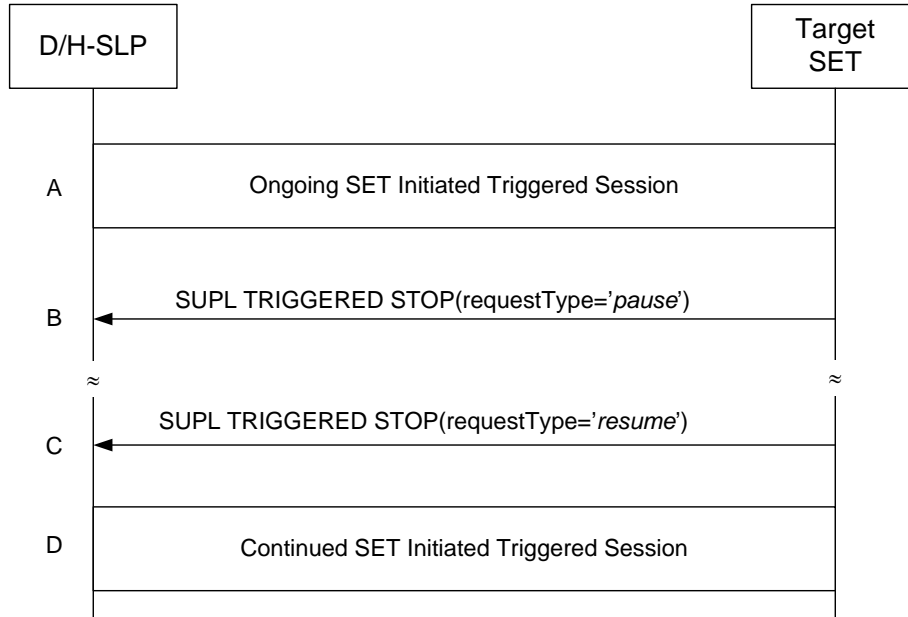 D/H-SLP
Target
SET
A
Ongoing SET Initiated Triggered Session
SUPL TRIGGERED STOP(requestType='pause')
B
≈
≈
SUPL TRIGGERED STOP(requestType='resume')
C
D
Continued SET Initiated Triggered Session